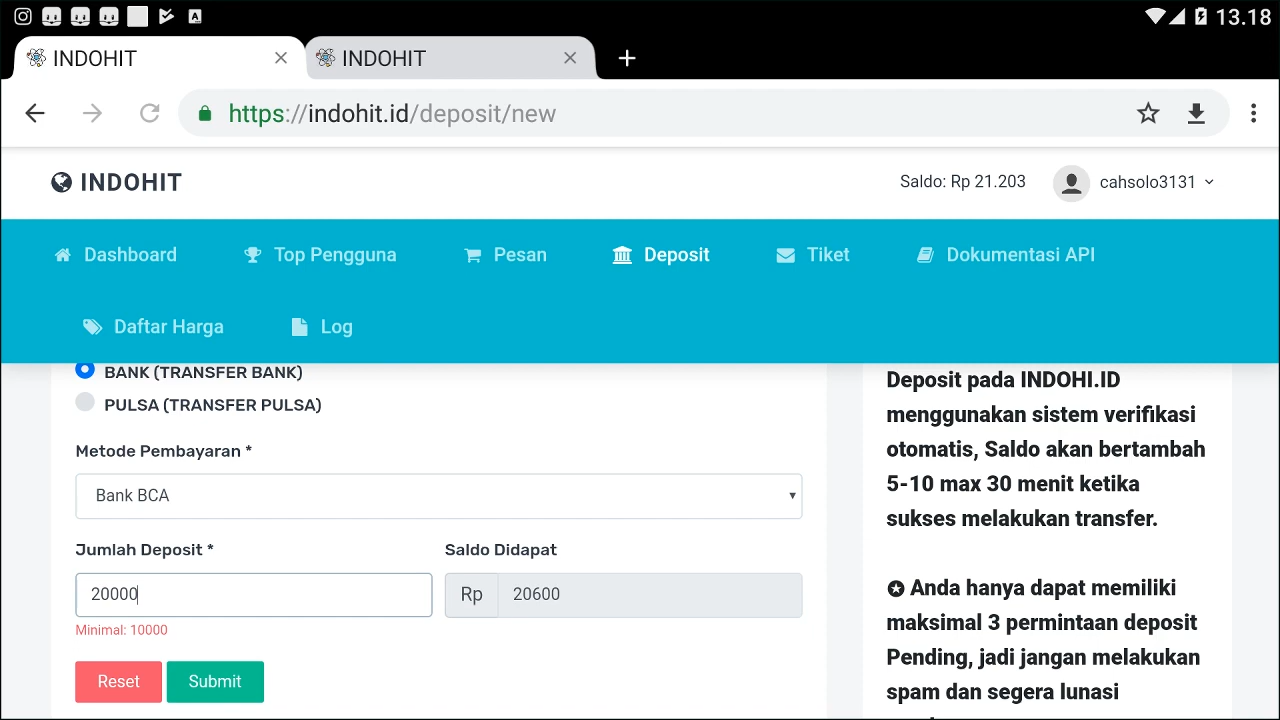 13.18
INDOHIT
INDOHIT
https://indohit.id/deposit/new
INDOHIT
Saldo: Rp 21.203
cahsolo3131
Dashboard
Top Pengguna
Pesan
Deposit
Tiket
Dokumentasi API
Daftar Harga
Log
BANK (TRANSFER BANK)
PULSA (TRANSFER PULSA)
Metode Pembayaran *
Bank BCA
Jumlah Deposit *
Saldo Didapat
20000
Rp
20600
Minimal: 10000
Reset
Submit
Deposit pada INDOHI.ID
menggunakan sistem verifikasi
otomatis, Saldo akan bertambah
5-10 max 30 menit ketika
sukses melakukan transfer.
Anda hanya dapat memiliki
maksimal 3 permintaan deposit
Pending, jadi jangan melakukan
spam dan segera lunasi